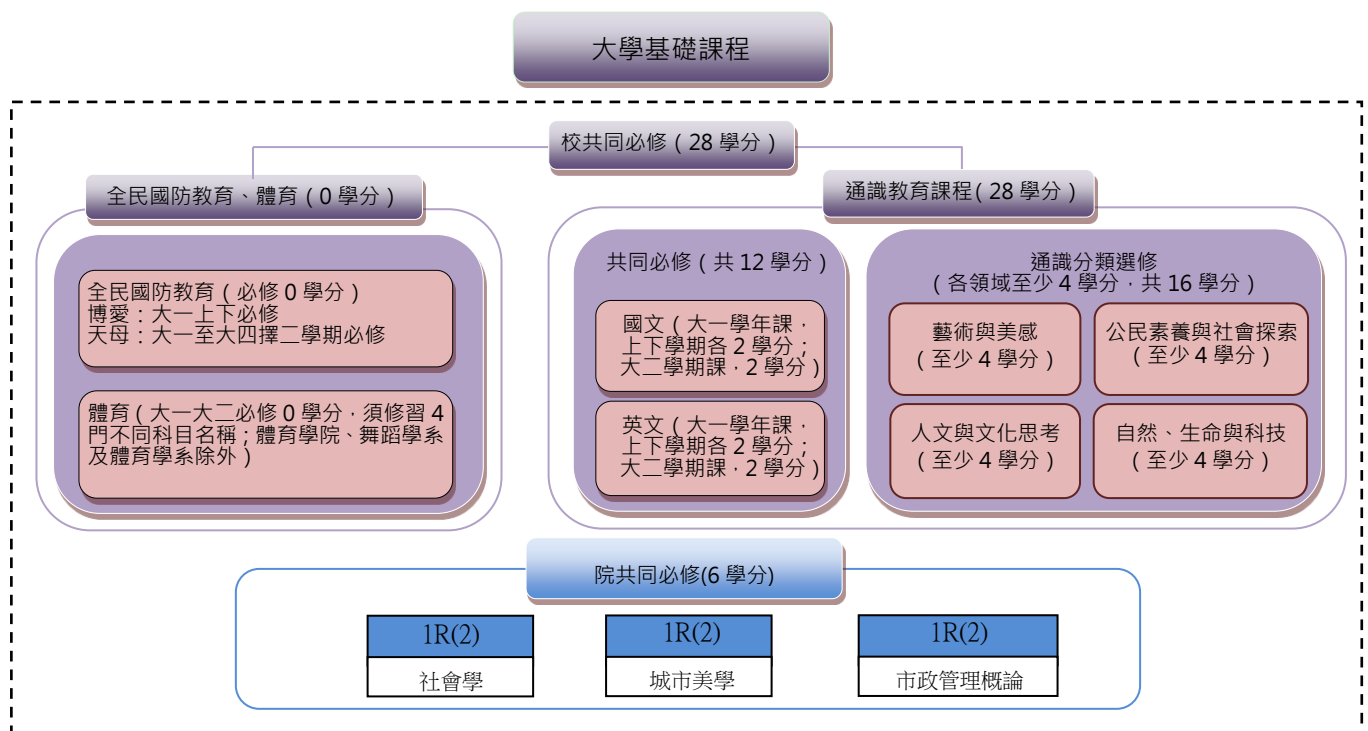 大學基礎課程
校共同必修（28 學分）
全民國防教育、體育（0 學分）
全民國防教育（必修 0 學分）
博愛：大一上下必修
天母：大一至大四擇二學期必修
體育（大一大二必修 0 學分，須修習 4
門不同科目名稱；體育學院、舞蹈學系
及體育學系除外）
通識教育課程（28 學分）
共同必修（共 12 學分）
國文（大一學年課，
上下學期各 2 學分；
大二學期課，2 學分）
英文（大一學年課，
上下學期各 2 學分；
大二學期課，2 學分）
通識分類選修
（各領域至少 4 學分，共 16 學分）
藝術與美感
（至少 4 學分）
公民素養與社會探索
（至少 4 學分）
人文與文化思考
（至少 4 學分）
自然、生命與科技
（至少 4 學分）
院共同必修(6 學分)
1R(2)
社會學
1R(2)
城市美學
1R(2)
市政管理概論